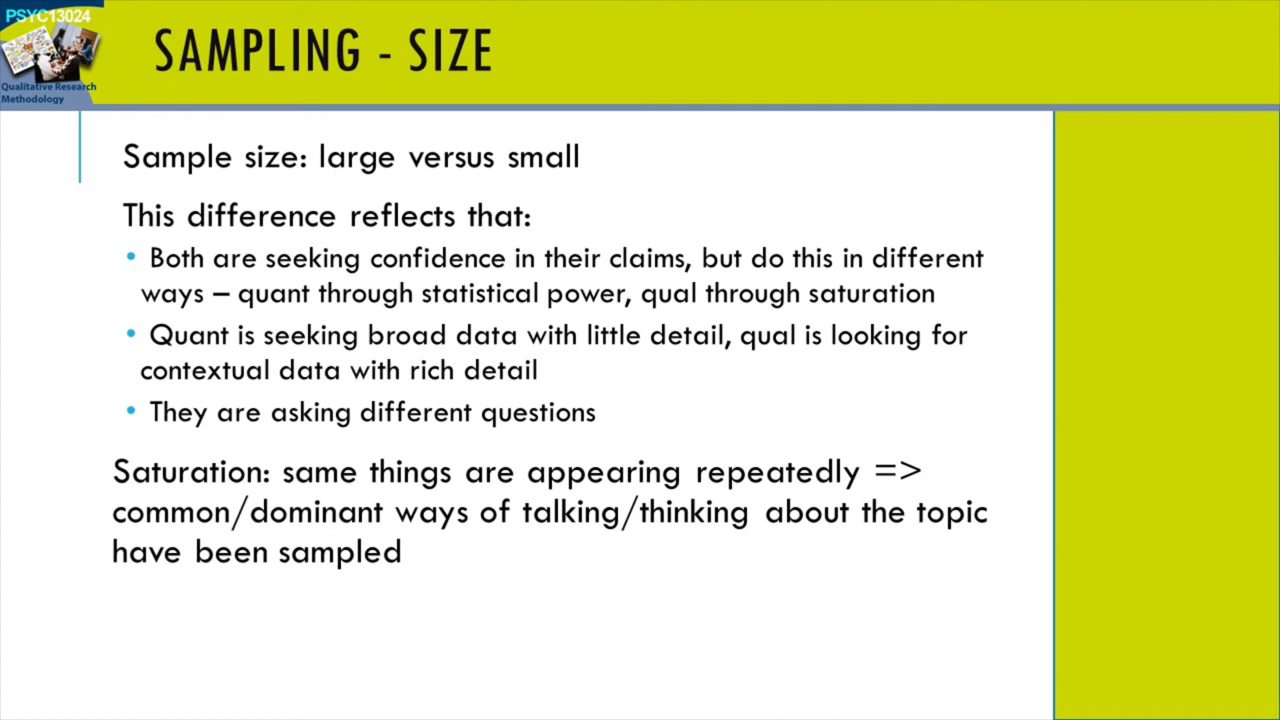 PSYC13024
Qualitative Research
Methodology
SAMPLING - SIZE
Sample size: large versus small
This difference reflects that:
• Both are seeking confidence in their claims, but do this in different
ways – quant through statistical power, qual through saturation
• Quant is seeking broad data with little detail, qual is looking for
contextual data with rich detail
• They are asking different questions
Saturation: same things are appearing repeatedly =>
common/dominant ways of talking/thinking about the topic
have been sampled